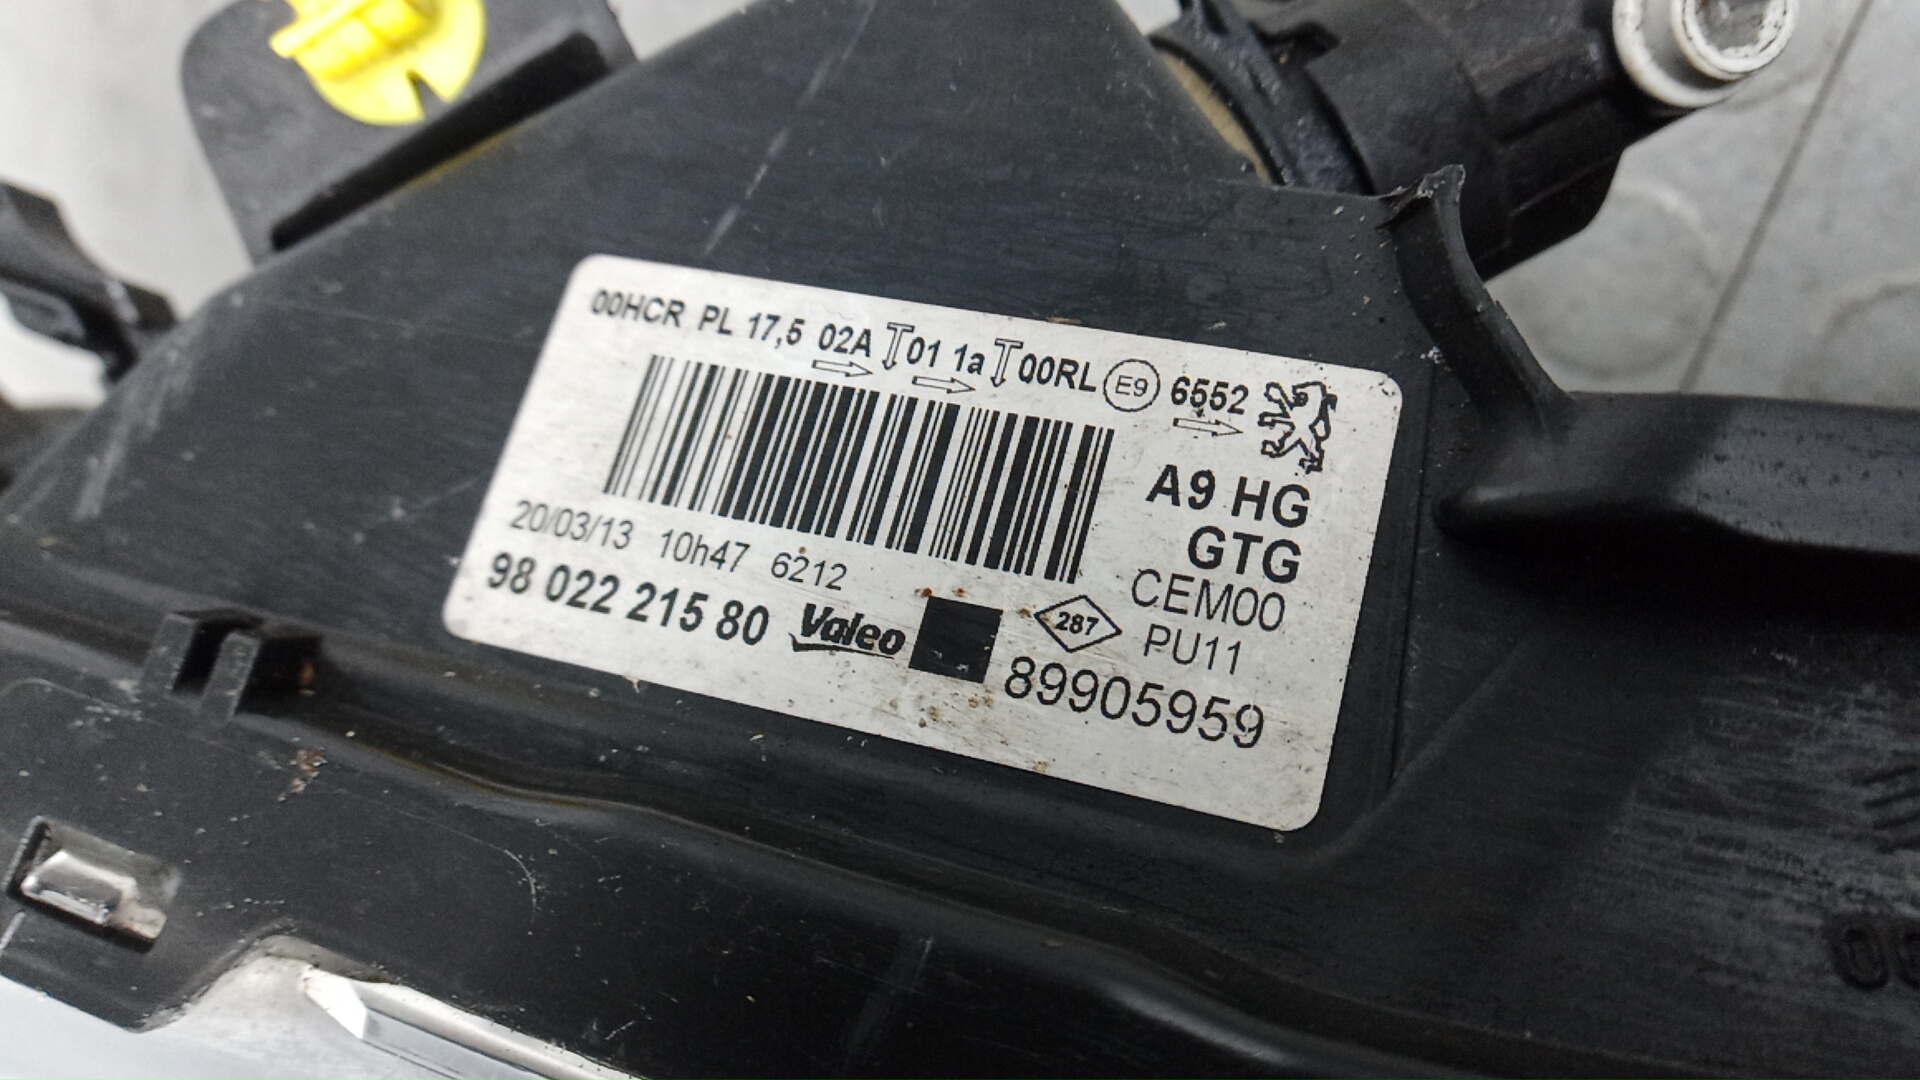 00HCR PL 17,5 02A 01 1a 00RL E9 6552
A9 HG
GTG
CEM00
PU11
20/03/13 10h47 6212
98 022 215 80 Valeo 287
89905959